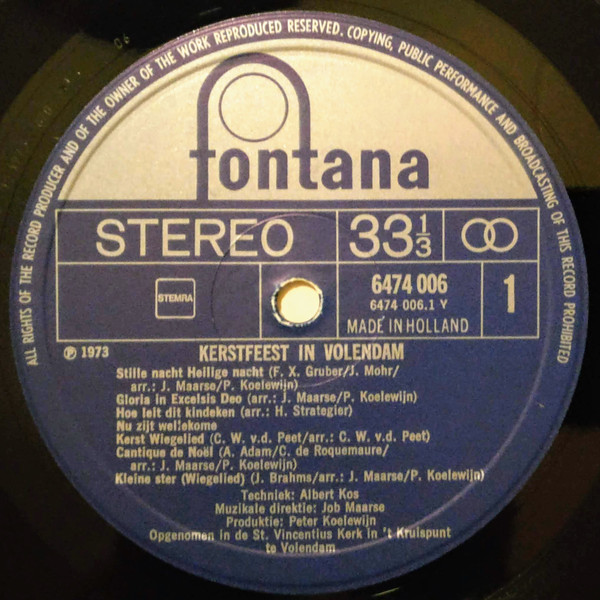 ALL RIGHTS OF THE RECORD PRODUCER AND OF THE OWNER OF THE WORK REPRODUCED RESERVED. COPYING, PUBLIC PERFORMANCE AND BROADCASTING OF THIS RECORD PROHIBITED
fontana
STEREO 33 1/3
STEMRA
6474 006
6474 006.1 Y
MADE IN HOLLAND
1
℗ 1973
KERSTFEEST IN VOLENDAM
Stille nacht Heilige nacht (F. X. Gruber/J. Mohr/
arr.: J. Maarse/P. Koelewijn)
Gloria in Excelsis Deo (arr.: J. Maarse/P. Koelewijn)
Hoe leit dit kindeken (arr.: H. Strategier)
Nu zijt wellekome
Kerst Wiegelied (C. W. v.d. Peet/arr.: C. W. v.d. Peet)
Cantique de Noël (A. Adam/C. de Roquemaure/
arr.: J. Maarse/P. Koelewijn)
Kleine ster (Wiegelied) (J. Brahms/arr.: J. Maarse/P. Koelewijn)
Techniek: Albert Kos
Muzikale direktie: Job Maarse
Produktie: Peter Koelewijn
Opgenomen in de St. Vincentius Kerk in 't Kruispunt
te Volendam